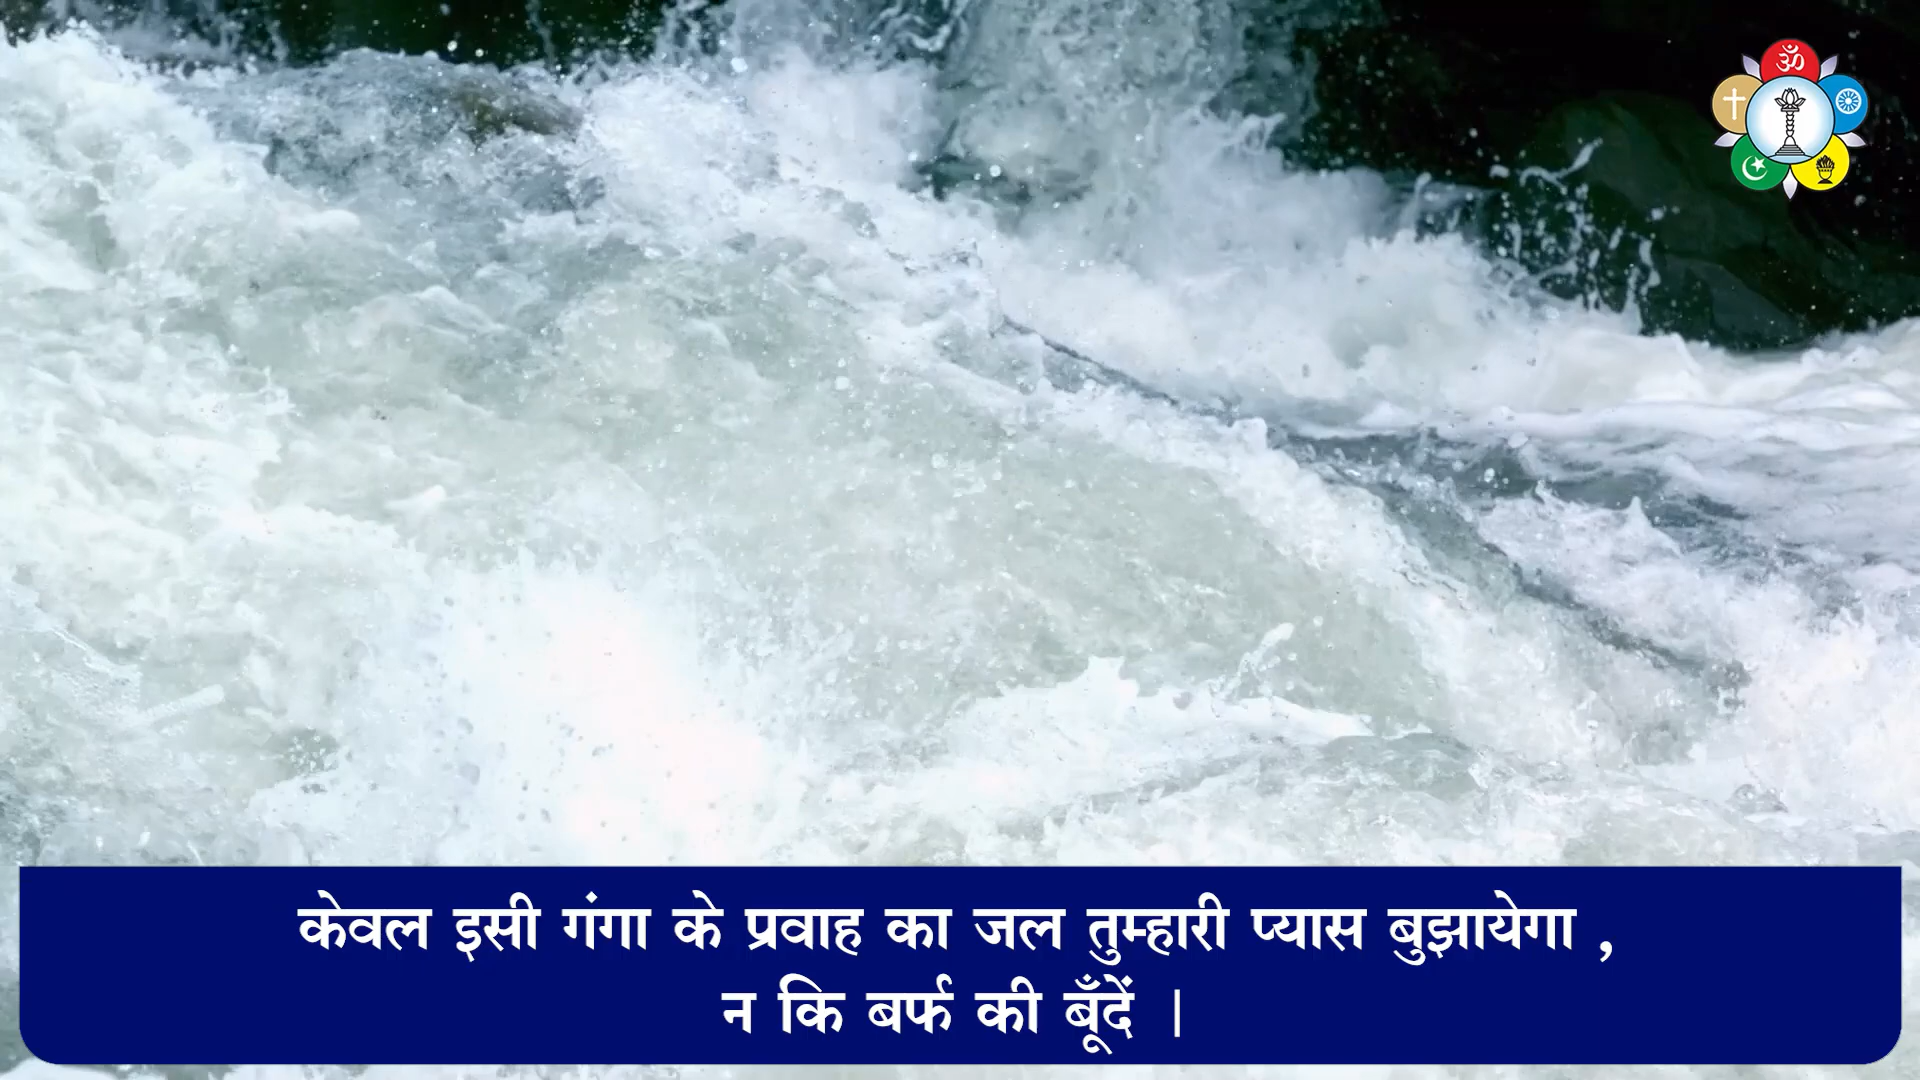 ॐ
केवल इसी गंगा के प्रवाह का जल तुम्हारी प्यास बुझायेगा ,
न कि बर्फ की बूँदें |